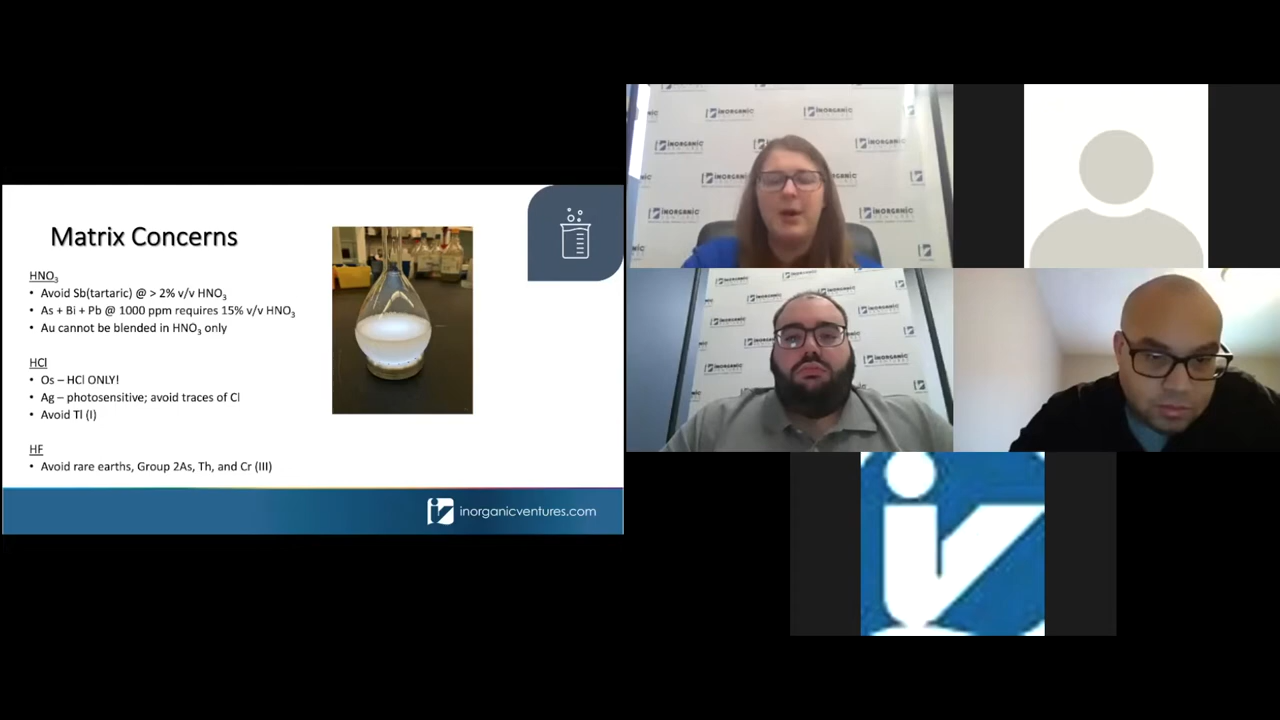 Matrix Concerns
HNO₃
• Avoid Sb(tartaric) @ > 2% v/v HNO₃
• As + Bi + Pb @ 1000 ppm requires 15% v/v HNO₃
• Au cannot be blended in HNO₃ only
HCl
• Os – HCl ONLY!
• Ag – photosensitive; avoid traces of Cl
• Avoid Tl (I)
HF
• Avoid rare earths, Group 2As, Th, and Cr (III)
inorganicventures.com
INORGANIC
VENTURES